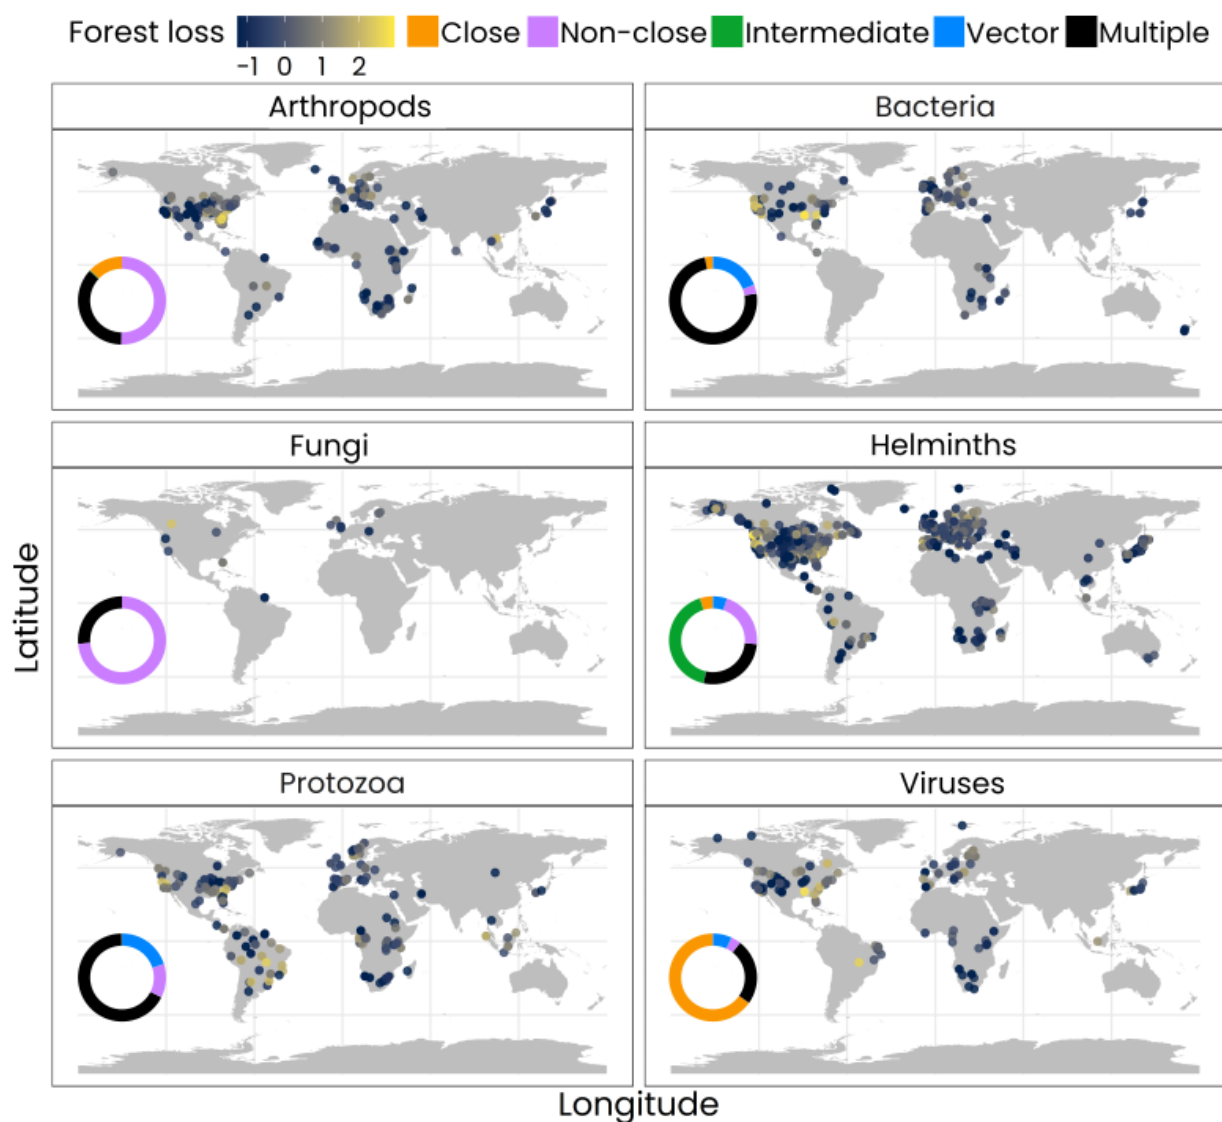 Forest loss
−1 0 1 2
Close
Non-close
Intermediate
Vector
Multiple
Arthropods
Bacteria
Fungi
Helminths
Protozoa
Viruses
Latitude
Longitude